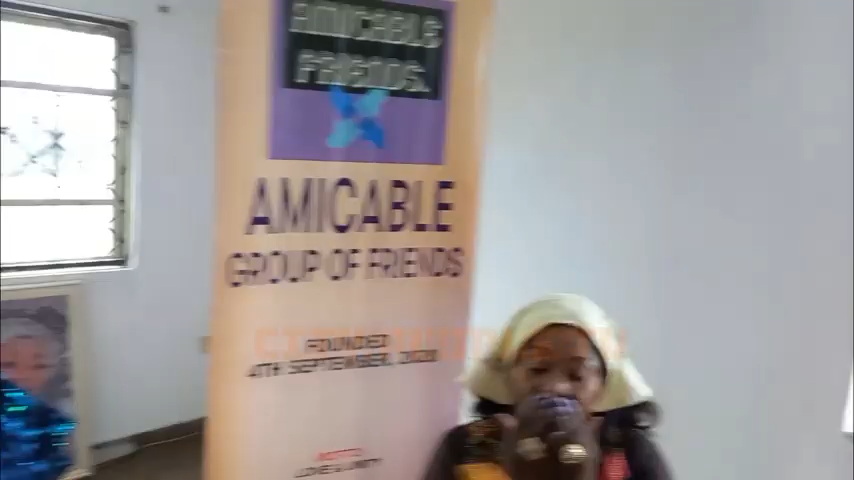 AMICABLE
FRIENDS.
AMICABLE
GROUP OF FRIENDS
FOUNDED
4TH SEPTEMBER, 2020
MOTTO
LOVE & UNITY